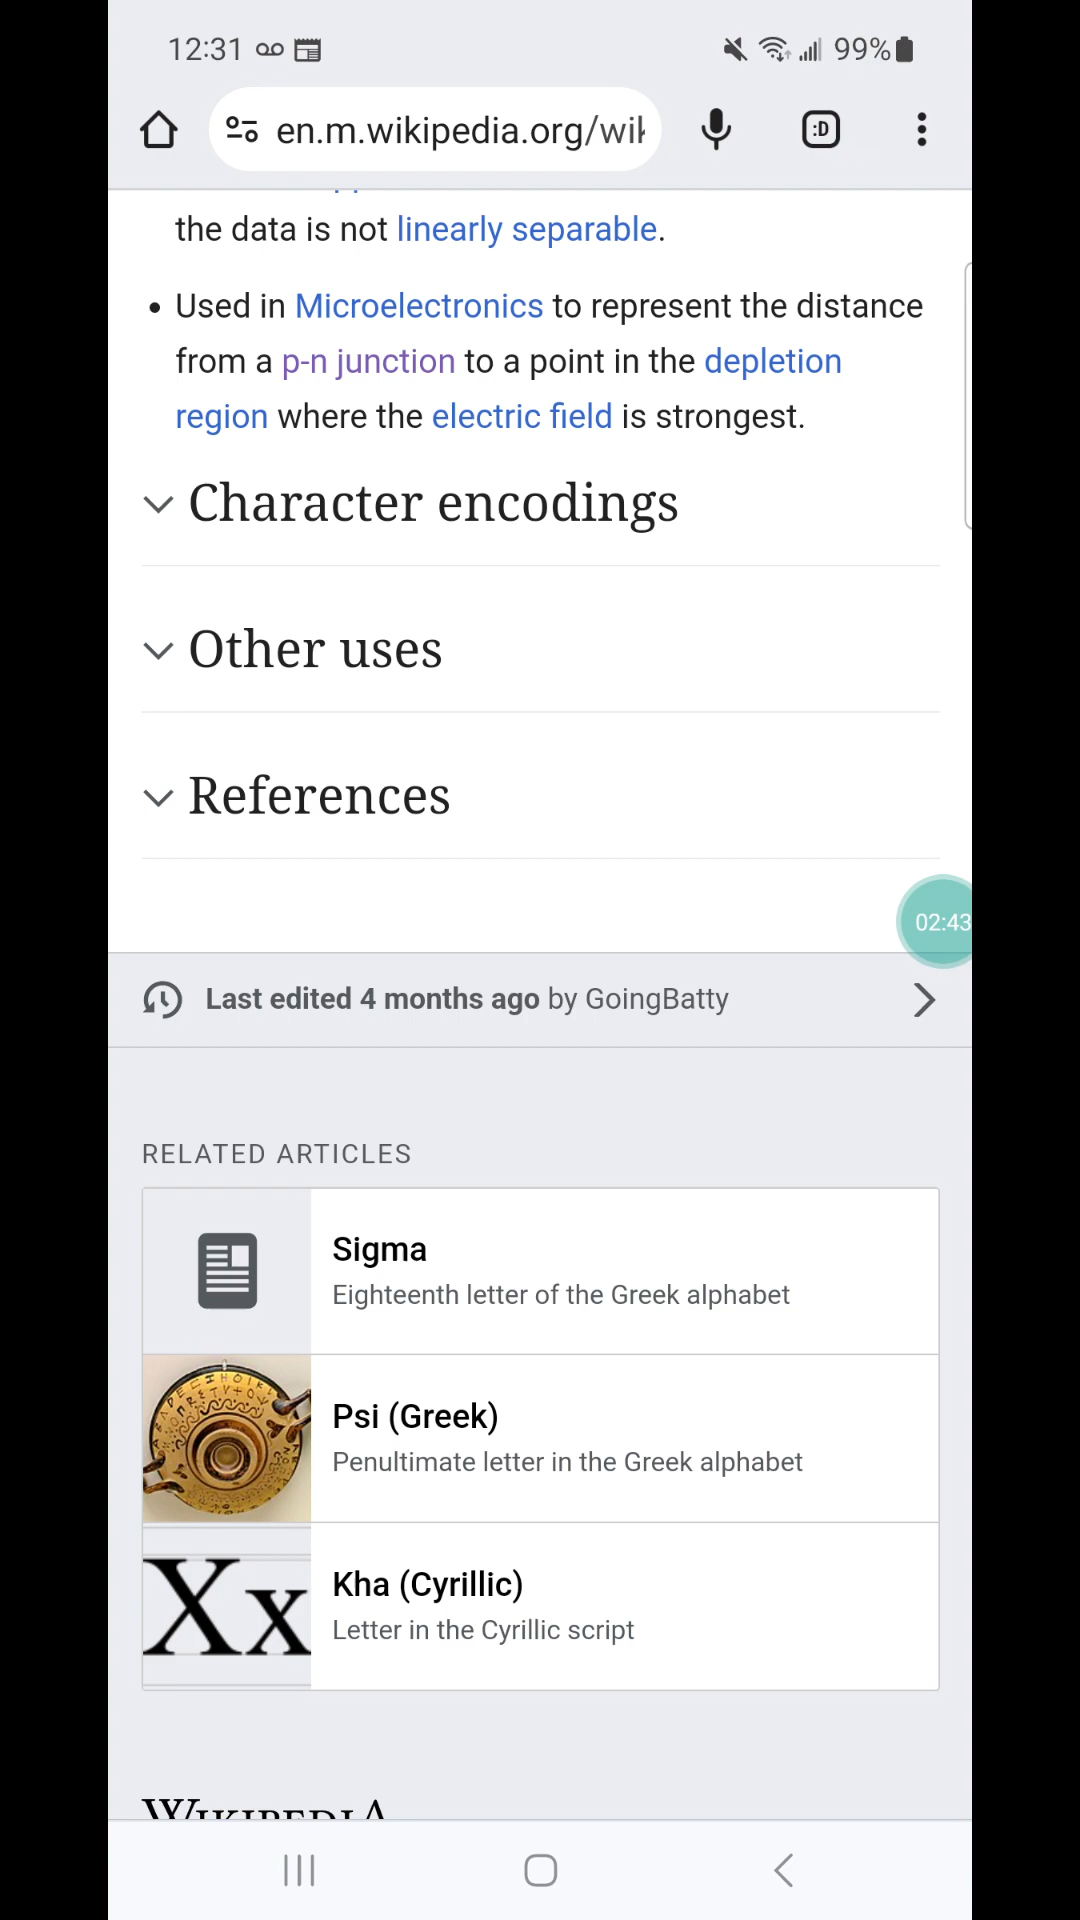 12:31 99%
en.m.wikipedia.org/wil :D
the data is not linearly separable.
• Used in Microelectronics to represent the distance
from a p-n junction to a point in the depletion
region where the electric field is strongest.
Character encodings
Other uses
References
02:43
Last edited 4 months ago by GoingBatty
RELATED ARTICLES
Sigma
Eighteenth letter of the Greek alphabet
Psi (Greek)
Penultimate letter in the Greek alphabet
Xx
Kha (Cyrillic)
Letter in the Cyrillic script
WIKIPEDIA